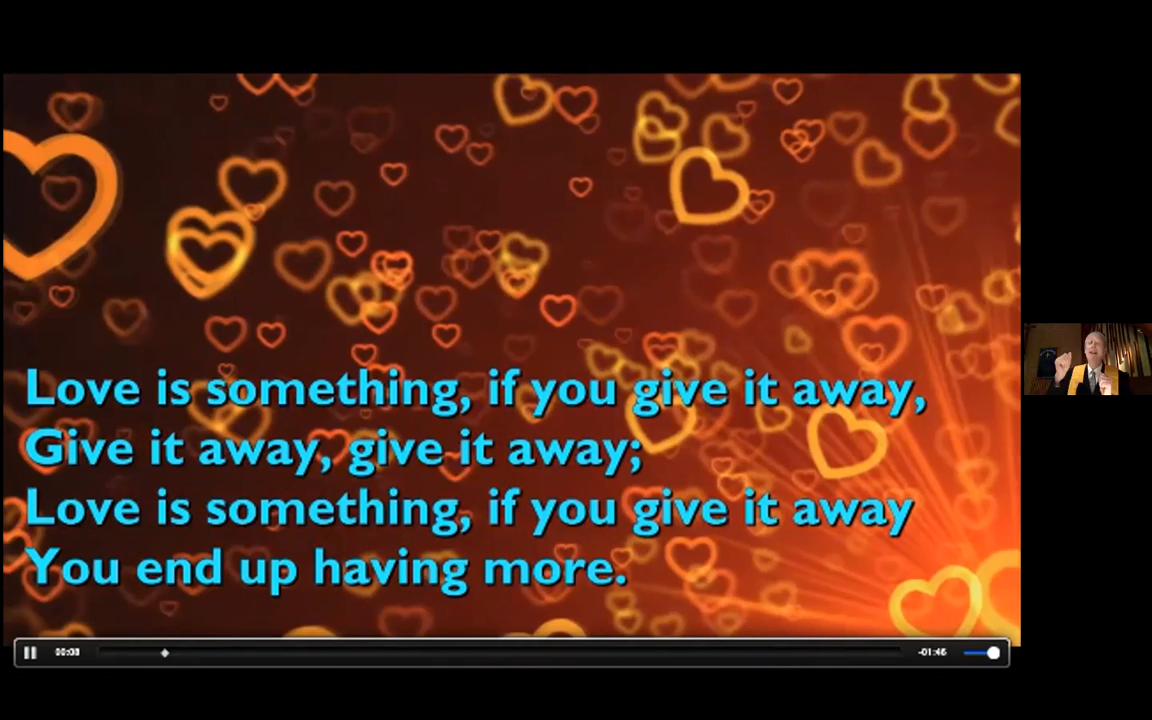 Love is something, if you give it away,
Give it away, give it away;
Love is something, if you give it away
You end up having more.
00:08
-01:46